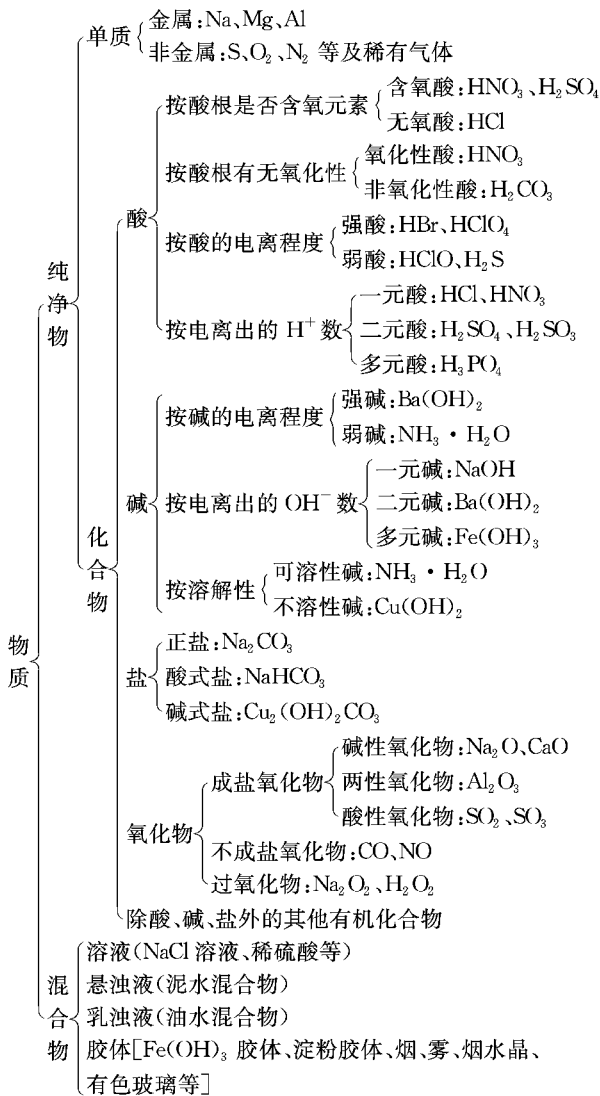 单质
金属:Na、Mg、Al
非金属:S、O₂、N₂ 等及稀有气体
按酸根是否含氧元素
含氧酸:HNO₃、H₂SO₄
无氧酸:HCl
按酸根有无氧化性
氧化性酸:HNO₃
非氧化性酸:H₂CO₃
酸
按酸的电离程度
强酸:HBr、HClO₄
弱酸:HClO、H₂S
纯净物
按电离出的 H⁺ 数
一元酸:HCl、HNO₃
二元酸:H₂SO₄、H₂SO₃
多元酸:H₃PO₄
按碱的电离程度
强碱:Ba(OH)₂
弱碱:NH₃·H₂O
碱
按电离出的 OH⁻ 数
一元碱:NaOH
二元碱:Ba(OH)₂
多元碱:Fe(OH)₃
化合物
按溶解性
可溶性碱:NH₃·H₂O
不溶性碱:Cu(OH)₂
物质
盐
正盐:Na₂CO₃
酸式盐:NaHCO₃
碱式盐:Cu₂(OH)₂CO₃
氧化物
成盐氧化物
碱性氧化物:Na₂O、CaO
两性氧化物:Al₂O₃
酸性氧化物:SO₂、SO₃
不成盐氧化物:CO、NO
过氧化物:Na₂O₂、H₂O₂
除酸、碱、盐外的其他有机化合物
混合物
溶液(NaCl 溶液、稀硫酸等)
悬浊液(泥水混合物)
乳浊液(油水混合物)
胶体[Fe(OH)₃ 胶体、淀粉胶体、烟、雾、烟水晶、
有色玻璃等]